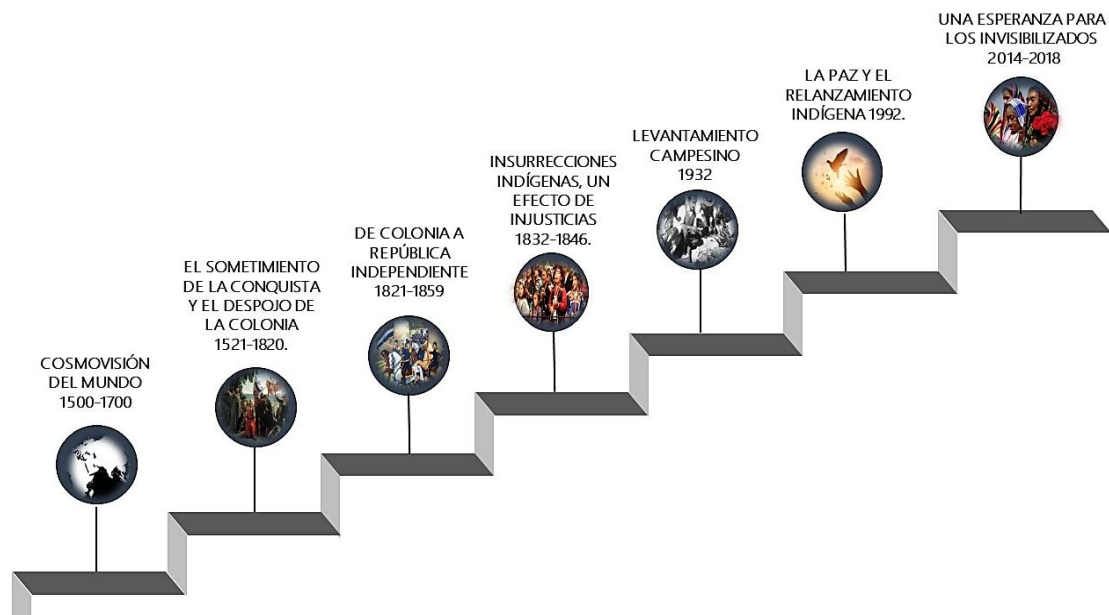 COSMOVISIÓN
DEL MUNDO
1500-1700
EL SOMETIMIENTO
DE LA CONQUISTA
Y EL DESPOJO DE
LA COLONIA
1521-1820.
DE COLONIA A
REPÚBLICA
INDEPENDIENTE
1821-1859
INSURRECCIONES
INDÍGENAS, UN
EFECTO DE
INJUSTICIAS
1832-1846.
LEVANTAMIENTO
CAMPESINO
1932
LA PAZ Y EL
RELANZAMIENTO
INDÍGENA 1992.
UNA ESPERANZA PARA
LOS INVISIBILIZADOS
2014-2018